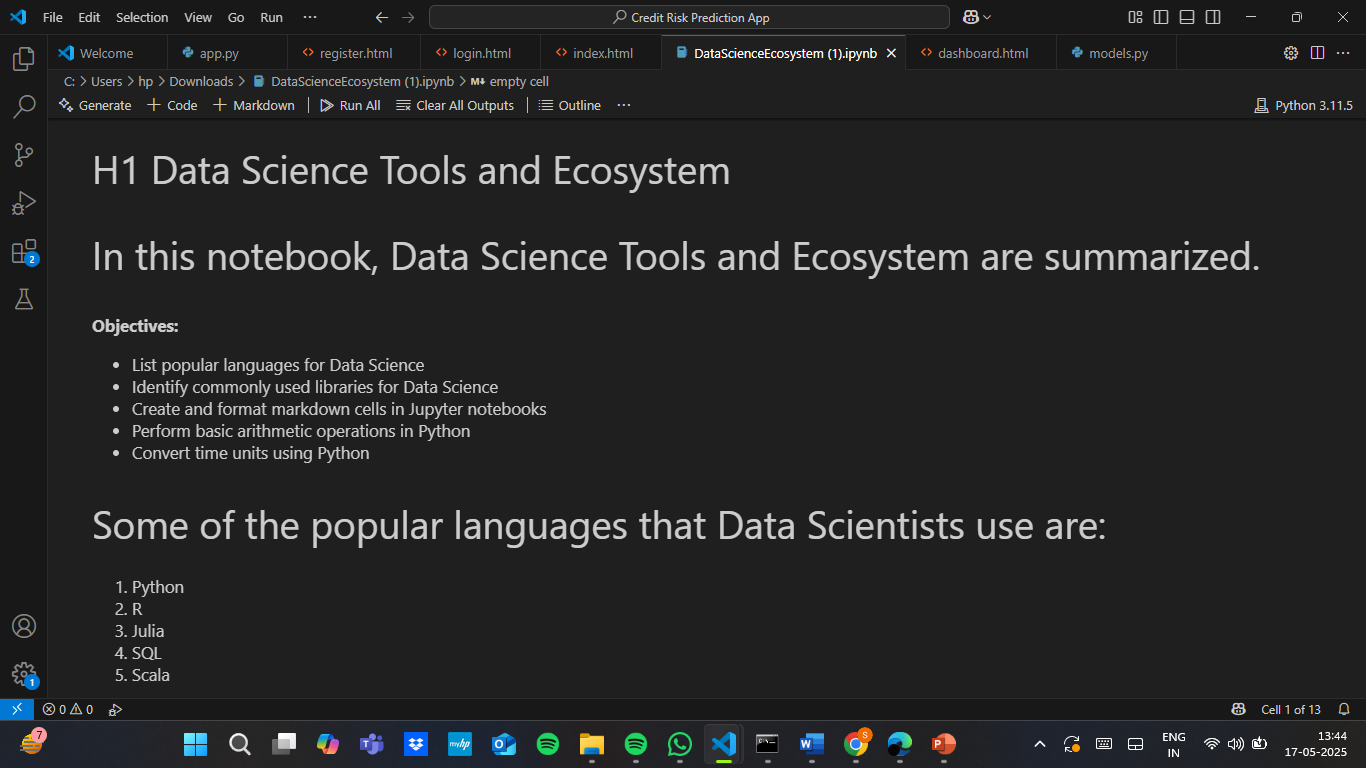 File Edit Selection View Go Run ··· Credit Risk Prediction App
Welcome app.py register.html login.html index.html DataScienceEcosystem (1).ipynb dashboard.html models.py
C: > Users > hp > Downloads > DataScienceEcosystem (1).ipynb > M↓ empty cell
Generate + Code + Markdown Run All Clear All Outputs Outline ··· Python 3.11.5
H1 Data Science Tools and Ecosystem
In this notebook, Data Science Tools and Ecosystem are summarized.
Objectives:
• List popular languages for Data Science
• Identify commonly used libraries for Data Science
• Create and format markdown cells in Jupyter notebooks
• Perform basic arithmetic operations in Python
• Convert time units using Python
Some of the popular languages that Data Scientists use are:
1. Python
2. R
3. Julia
4. SQL
5. Scala
2
1
0 0 Cell 1 of 13
7
myhp
S
ENG
IN
13:44
17-05-2025